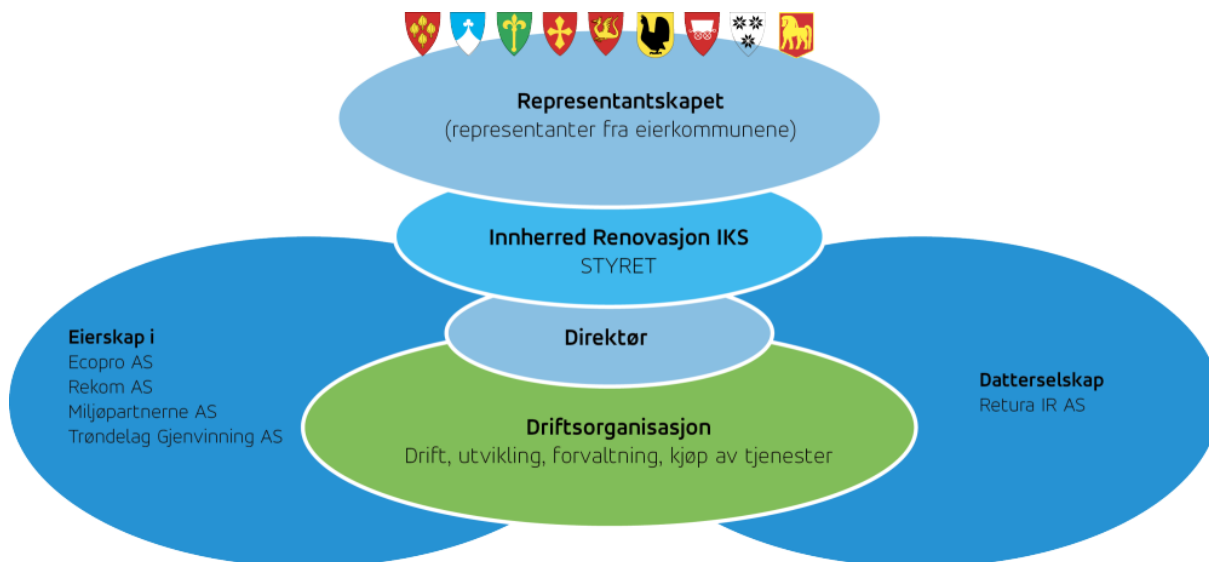 Representantskapet
(representanter fra eierkommunene)
Innherred Renovasjon IKS
STYRET
Direktør
Eierskap i
Ecopro AS
Rekom AS
Miljøpartnerne AS
Trøndelag Gjenvinning AS
Driftsorganisasjon
Drift, utvikling, forvaltning, kjøp av tjenester
Datterselskap
Retura IR AS